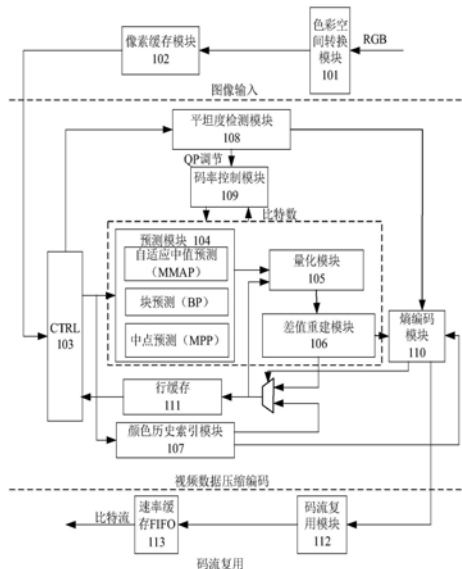 色彩空
间转换
模块
101
RGB
像素缓存模块
102
图像输入
平坦度检测模块
108
QP调节
码率控制模块
109
比特数
预测模块 104
自适应中值预测
(MMAP)
块预测（BP）
中点预测（MPP）
量化模块
105
差值重建模块
106
CTRL
103
熵编码
模块
110
行缓存
111
颜色历史索引模块
107
视频数据压缩编码
比特流
速率缓
存FIFO
113
码流复
用模块
112
码流复用